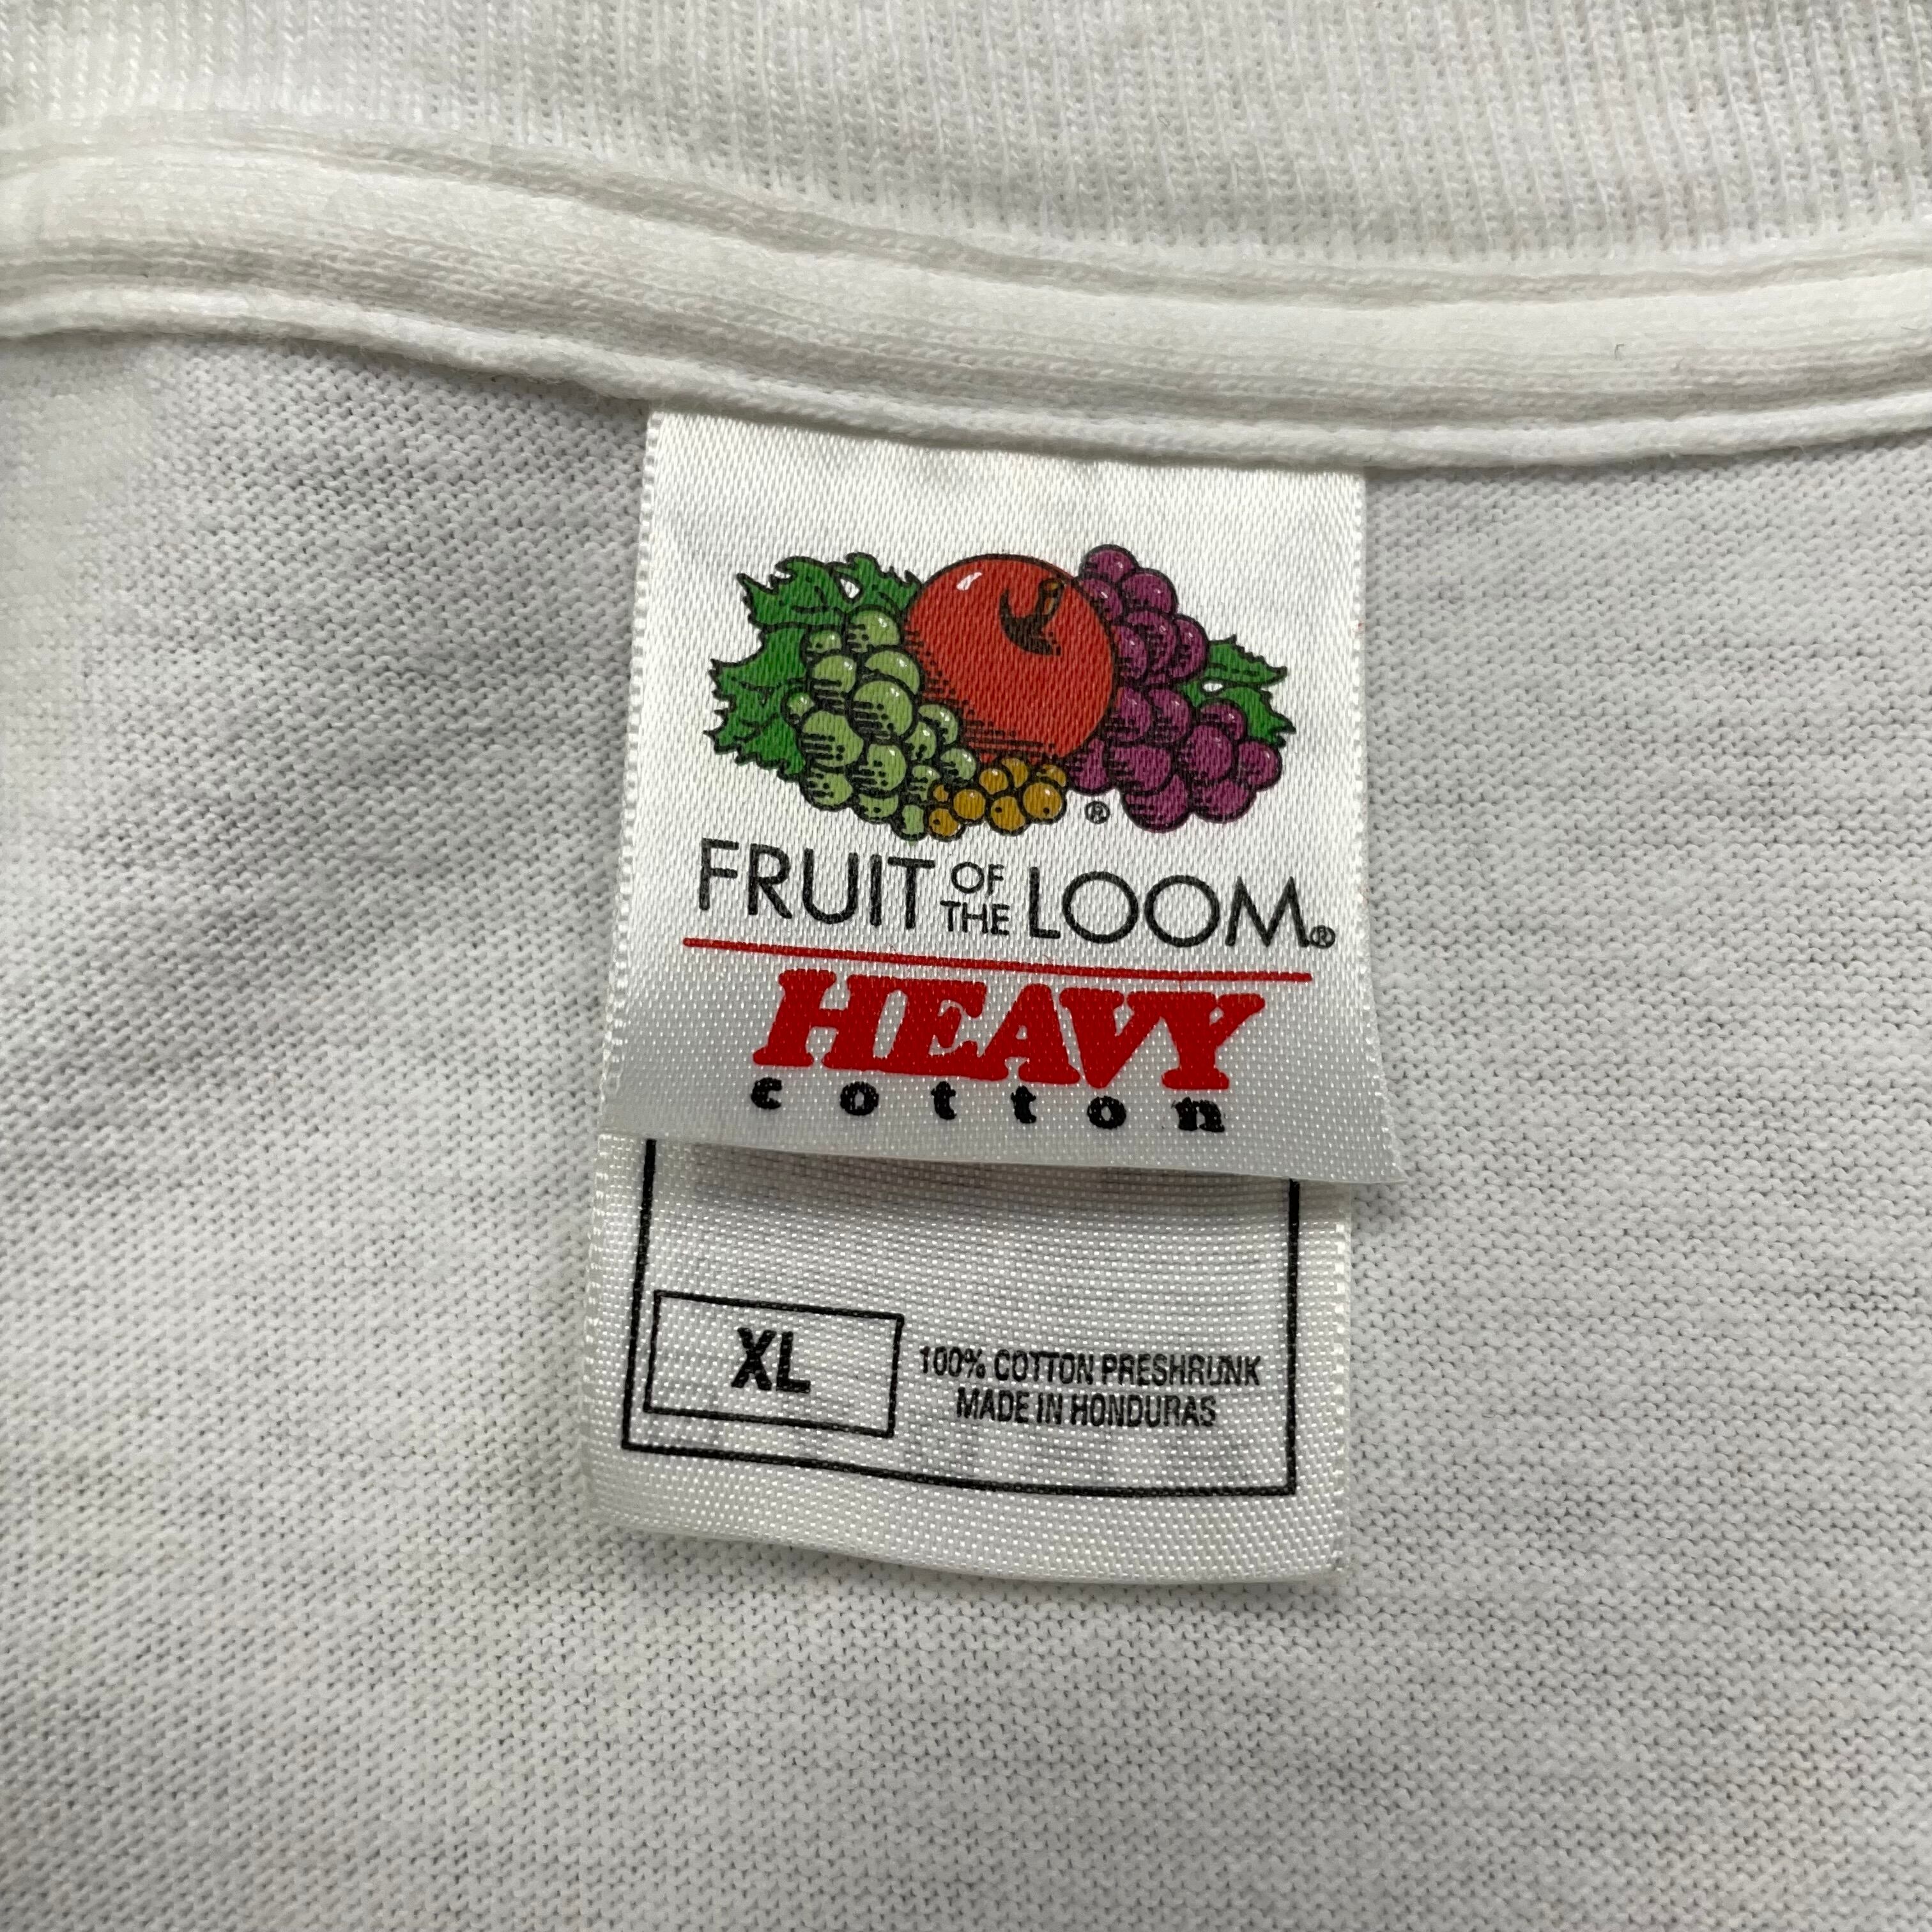 ®
FRUIT OF THE LOOM®
HEAVY
cotton
XL
100% COTTON PRESHRUNK
MADE IN HONDURAS